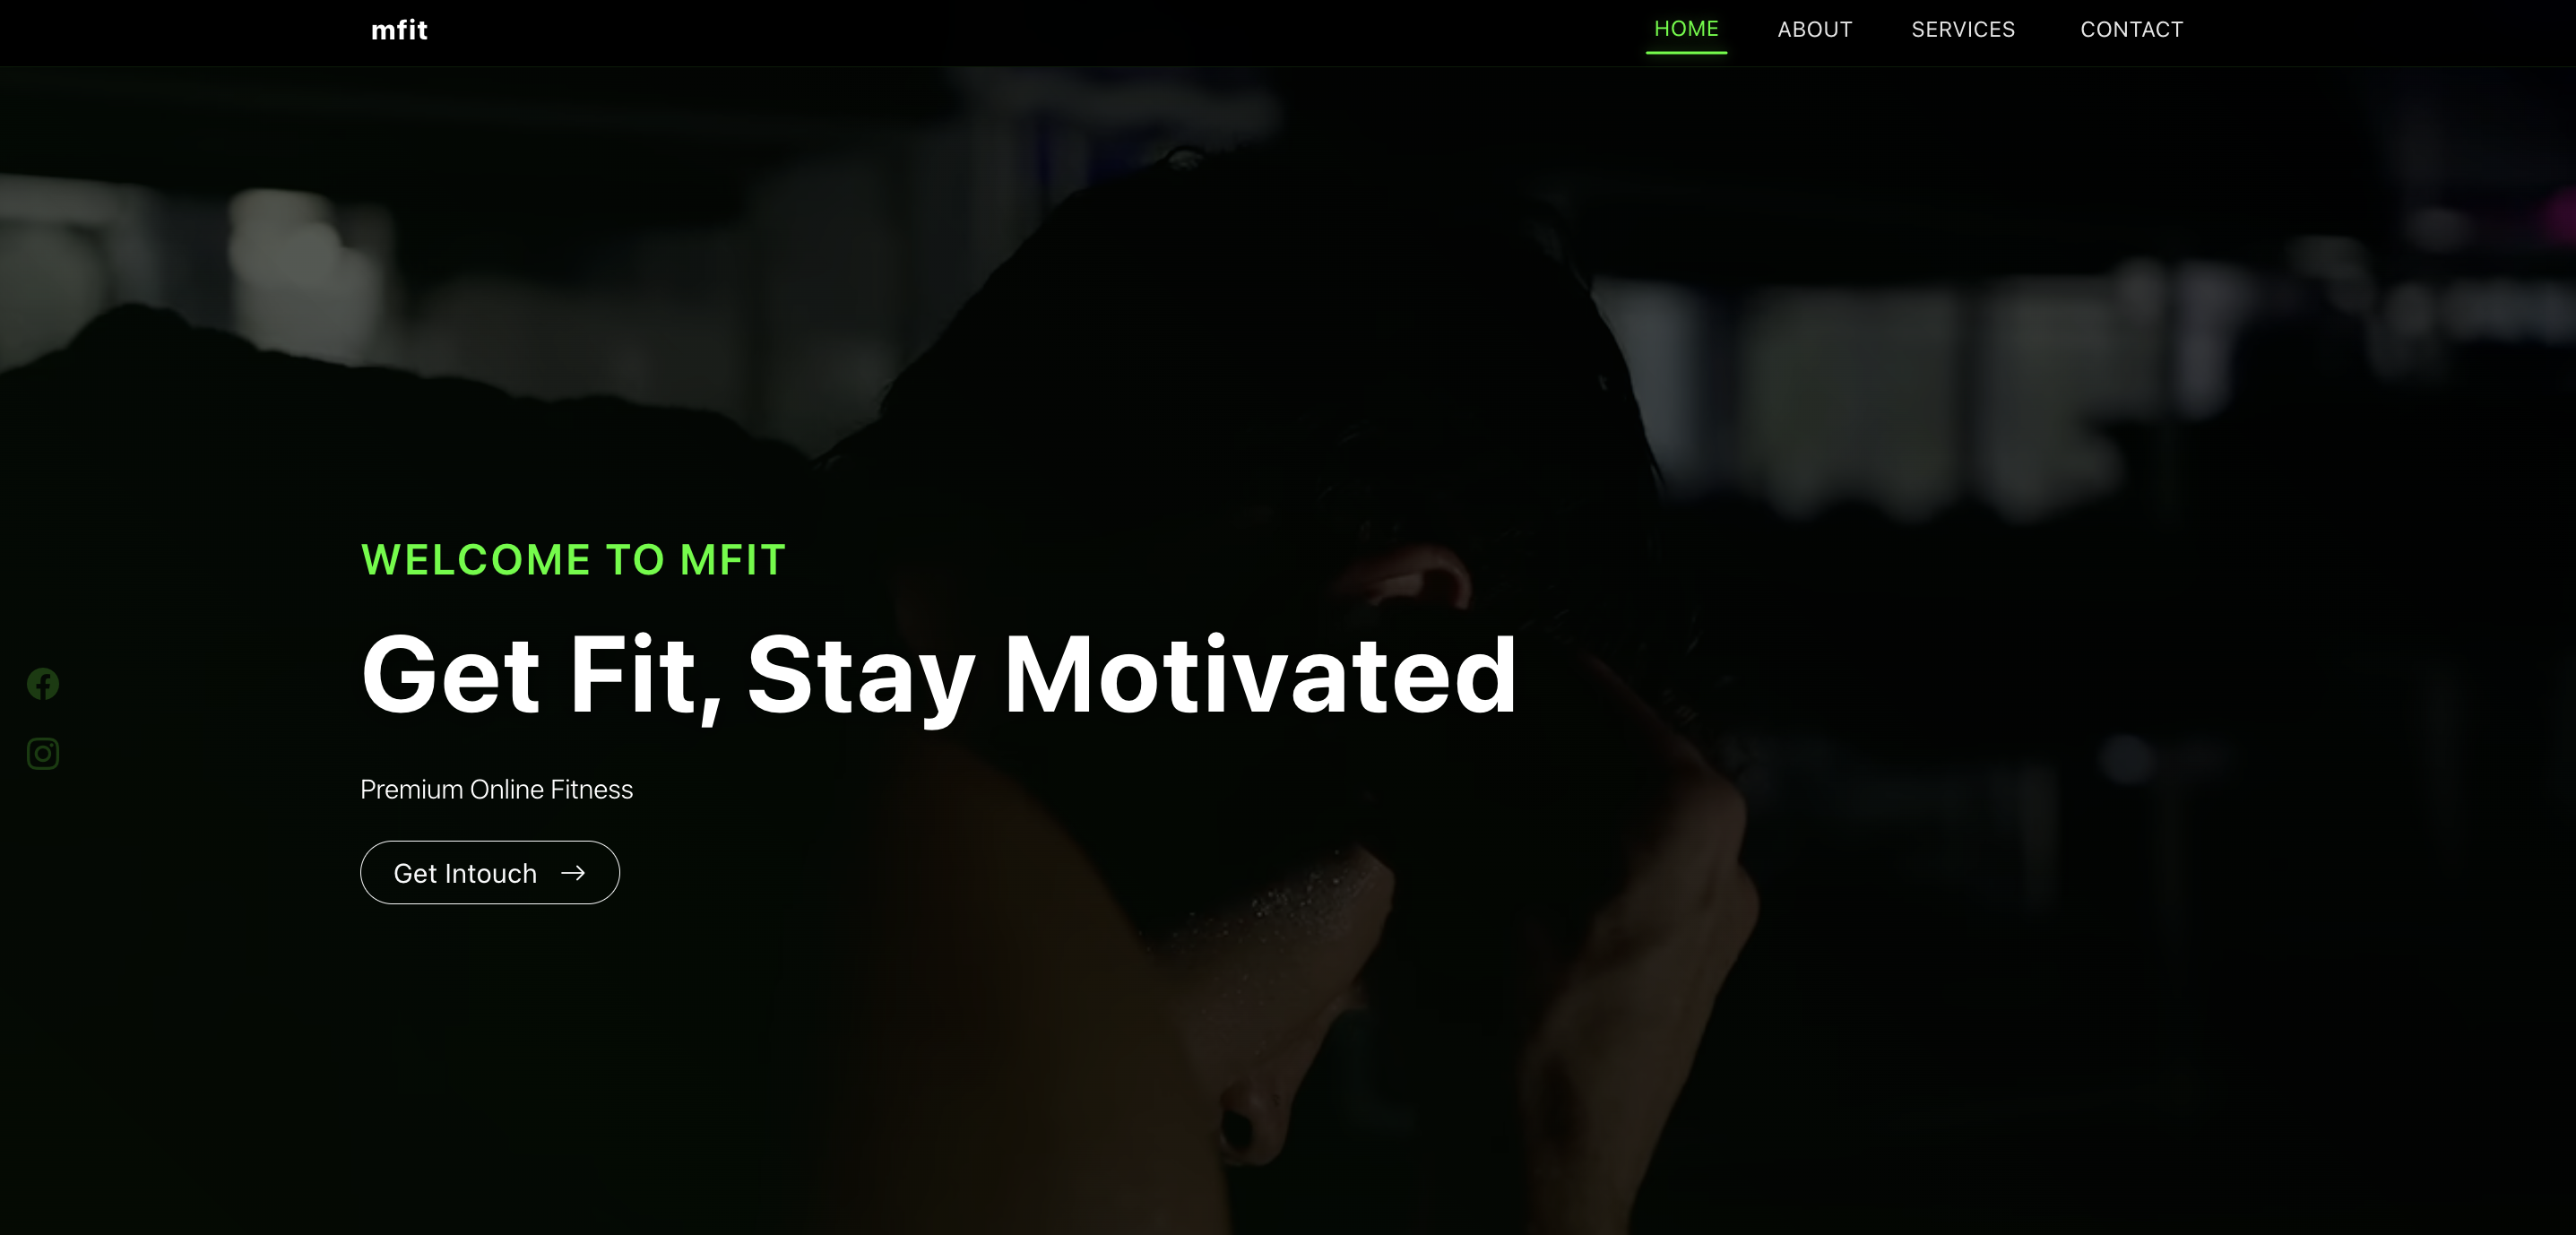 mfit
HOME ABOUT SERVICES CONTACT
WELCOME TO MFIT
Get Fit, Stay Motivated
Premium Online Fitness
Get Intouch →